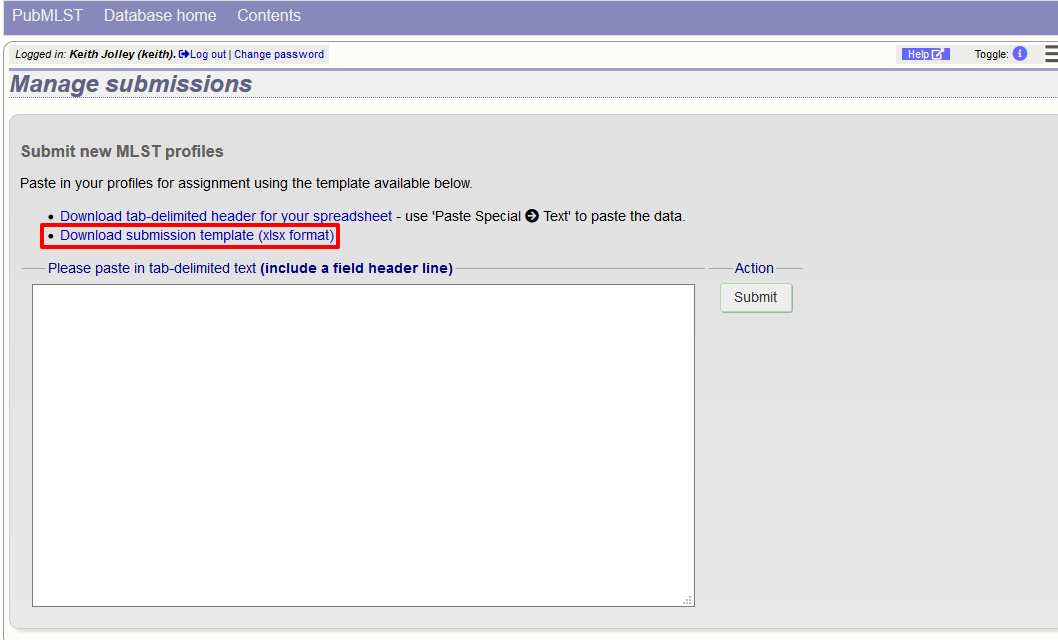 PubMLST Database home Contents
Logged in: Keith Jolley (keith). Log out | Change password Help Toggle: i
Manage submissions
Submit new MLST profiles
Paste in your profiles for assignment using the template available below.
• Download tab-delimited header for your spreadsheet - use 'Paste Special → Text' to paste the data.
• Download submission template (xlsx format)
Please paste in tab-delimited text (include a field header line) Action
Submit